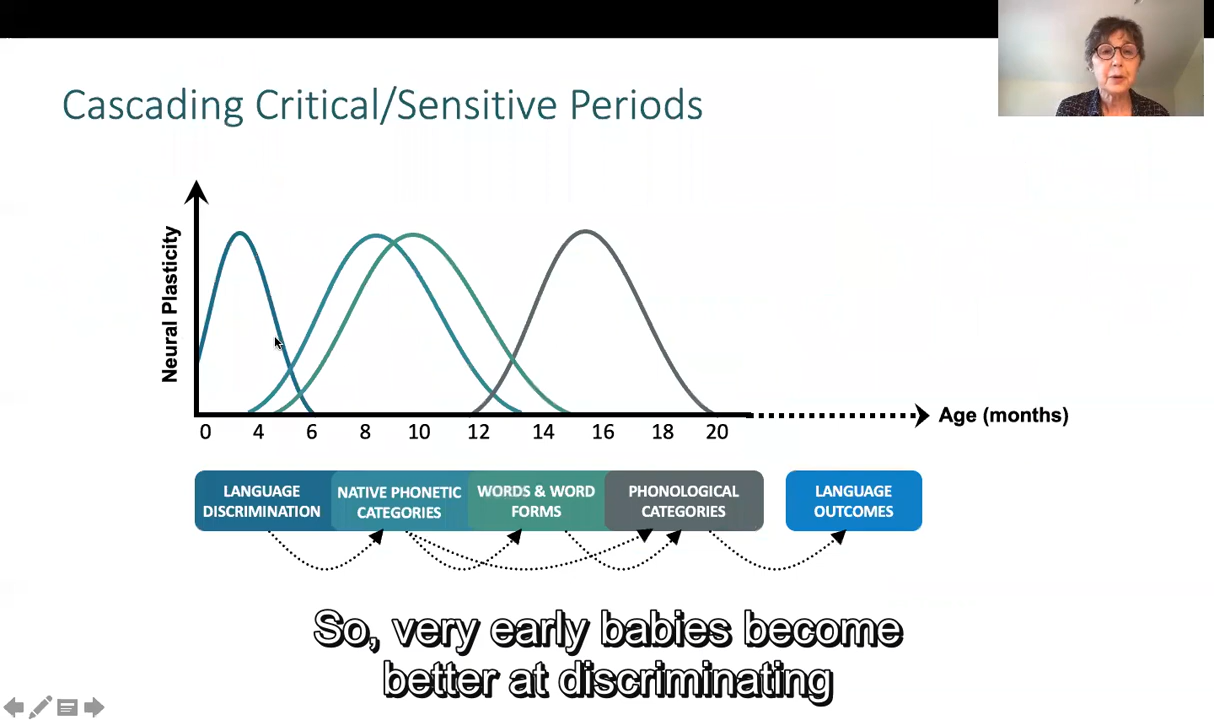 Cascading Critical/Sensitive Periods
Neural Plasticity
0 4 6 8 10 12 14 16 18 20
Age (months)
LANGUAGE
DISCRIMINATION
NATIVE PHONETIC
CATEGORIES
WORDS & WORD
FORMS
PHONOLOGICAL
CATEGORIES
LANGUAGE
OUTCOMES
So, very early babies become
better at discriminating